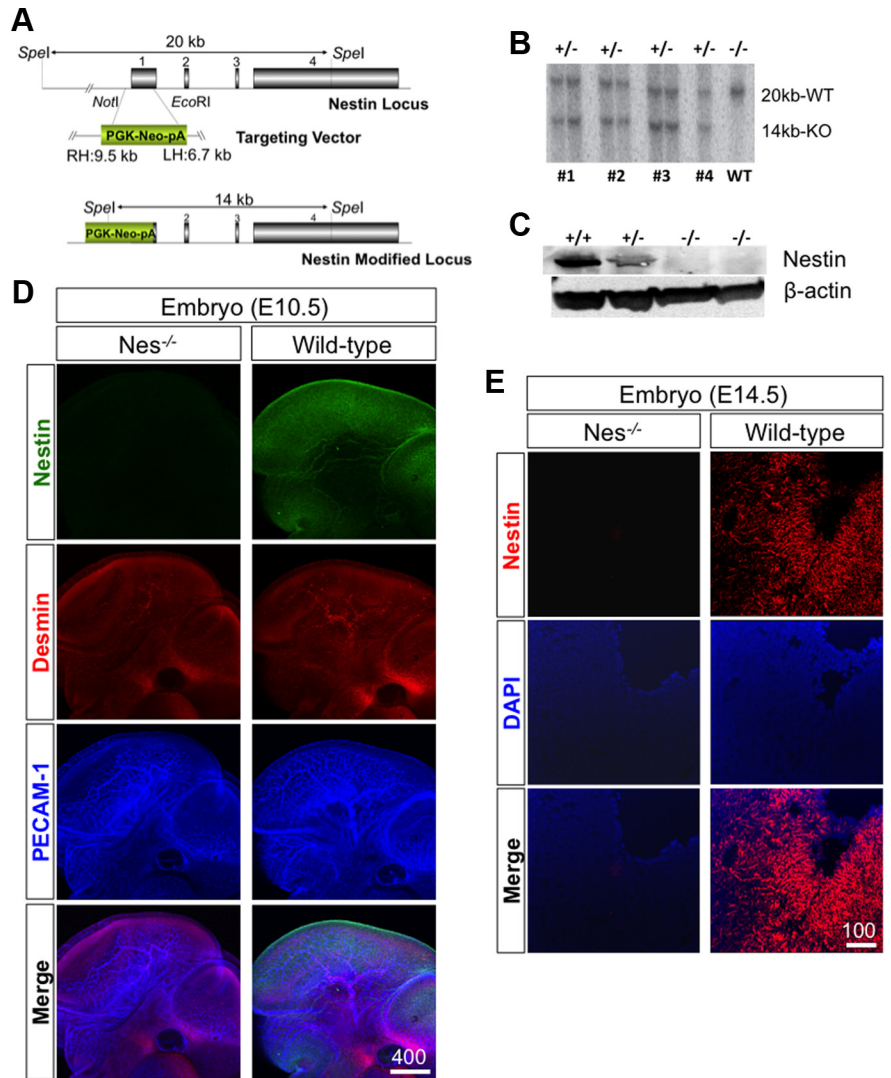 A
20 kb
SpeI
SpeI
1
2
3
4
NotI
EcoRI
Nestin Locus
PGK-Neo-pA
Targeting Vector
RH:9.5 kb
LH:6.7 kb
14 kb
SpeI
SpeI
PGK-Neo-pA
2
3
4
Nestin Modified Locus
B
+/- +/- +/- +/- -/-
20kb-WT
14kb-KO
#1 #2 #3 #4 WT
C
+/+ +/- -/- -/-
Nestin
β-actin
D
Embryo (E10.5)
Nes-/-
Wild-type
Nestin
Desmin
PECAM-1
Merge
400
E
Embryo (E14.5)
Nes-/-
Wild-type
Nestin
DAPI
Merge
100